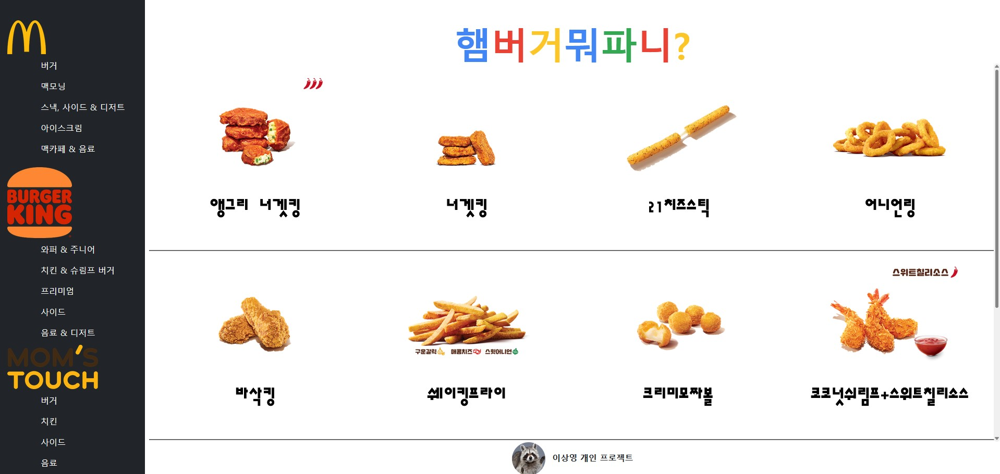 버거
맥모닝
스낵, 사이드 & 디저트
아이스크림
맥카페 & 음료
BURGER
KING
와퍼 & 주니어
치킨 & 슈림프 버거
프리미엄
사이드
음료 & 디저트
MOM'S
TOUCH
버거
치킨
사이드
음료
햄버거뭐파니?
앵그리 너겟킹
너겟킹
21치즈스틱
어니언링
스위트칠리소스
구운갈릭 매콤치즈 스윗어니언
바삭킹
쉐이킹프라이
크리미모짜볼
코코넛쉬림프+스위트칠리소스
이상영 개인 프로젝트